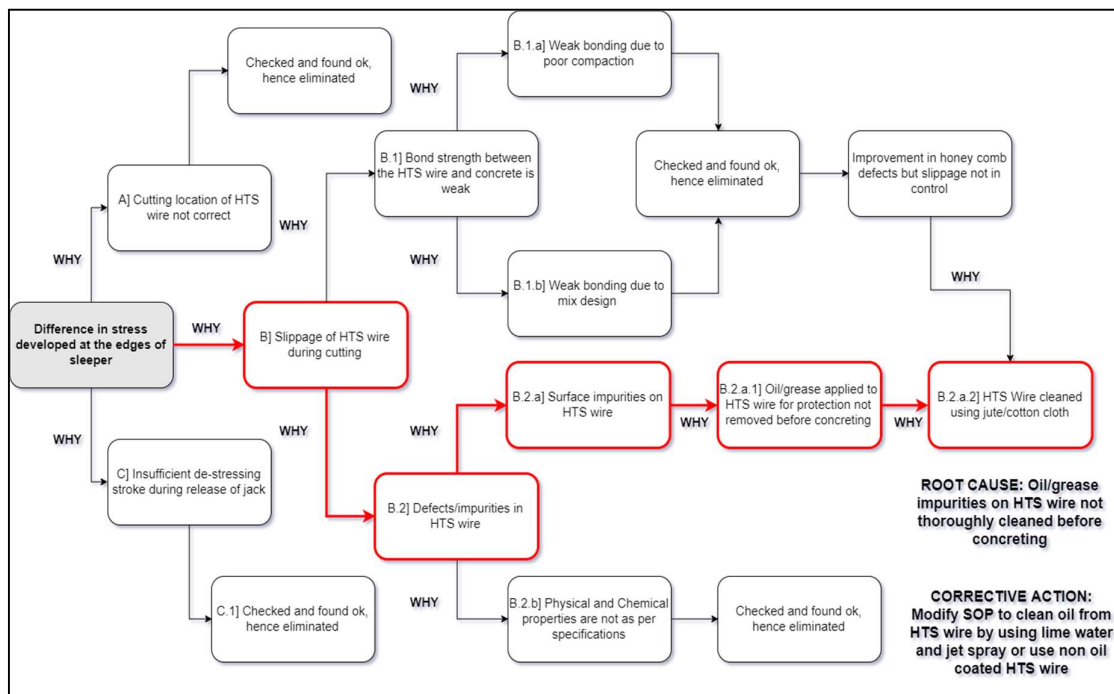 Checked and found ok,
hence eliminated
B.1.a] Weak bonding due to
poor compaction
WHY
WHY
B.1] Bond strength between
the HTS wire and concrete is
weak
Checked and found ok,
hence eliminated
Improvement in honey comb
defects but slippage not in
control
A] Cutting location of HTS
wire not correct
WHY
WHY
WHY
B.1.b] Weak bonding due to
mix design
WHY
Difference in stress
developed at the edges of
sleeper
WHY
B] Slippage of HTS wire
during cutting
B.2.a] Surface impurities on
HTS wire
B.2.a.1] Oil/grease applied to
HTS wire for protection not
removed before concreting
B.2.a.2] HTS Wire cleaned
using jute/cotton cloth
WHY
WHY
WHY
WHY
WHY
C] Insufficient de-stressing
stroke during release of jack
B.2] Defects/impurities in
HTS wire
ROOT CAUSE: Oil/grease
impurities on HTS wire not
thoroughly cleaned before
concreting
C.1] Checked and found ok,
hence eliminated
WHY
B.2.b] Physical and Chemical
properties are not as per
specifications
Checked and found ok,
hence eliminated
CORRECTIVE ACTION:
Modify SOP to clean oil from
HTS wire by using lime water
and jet spray or use non oil
coated HTS wire